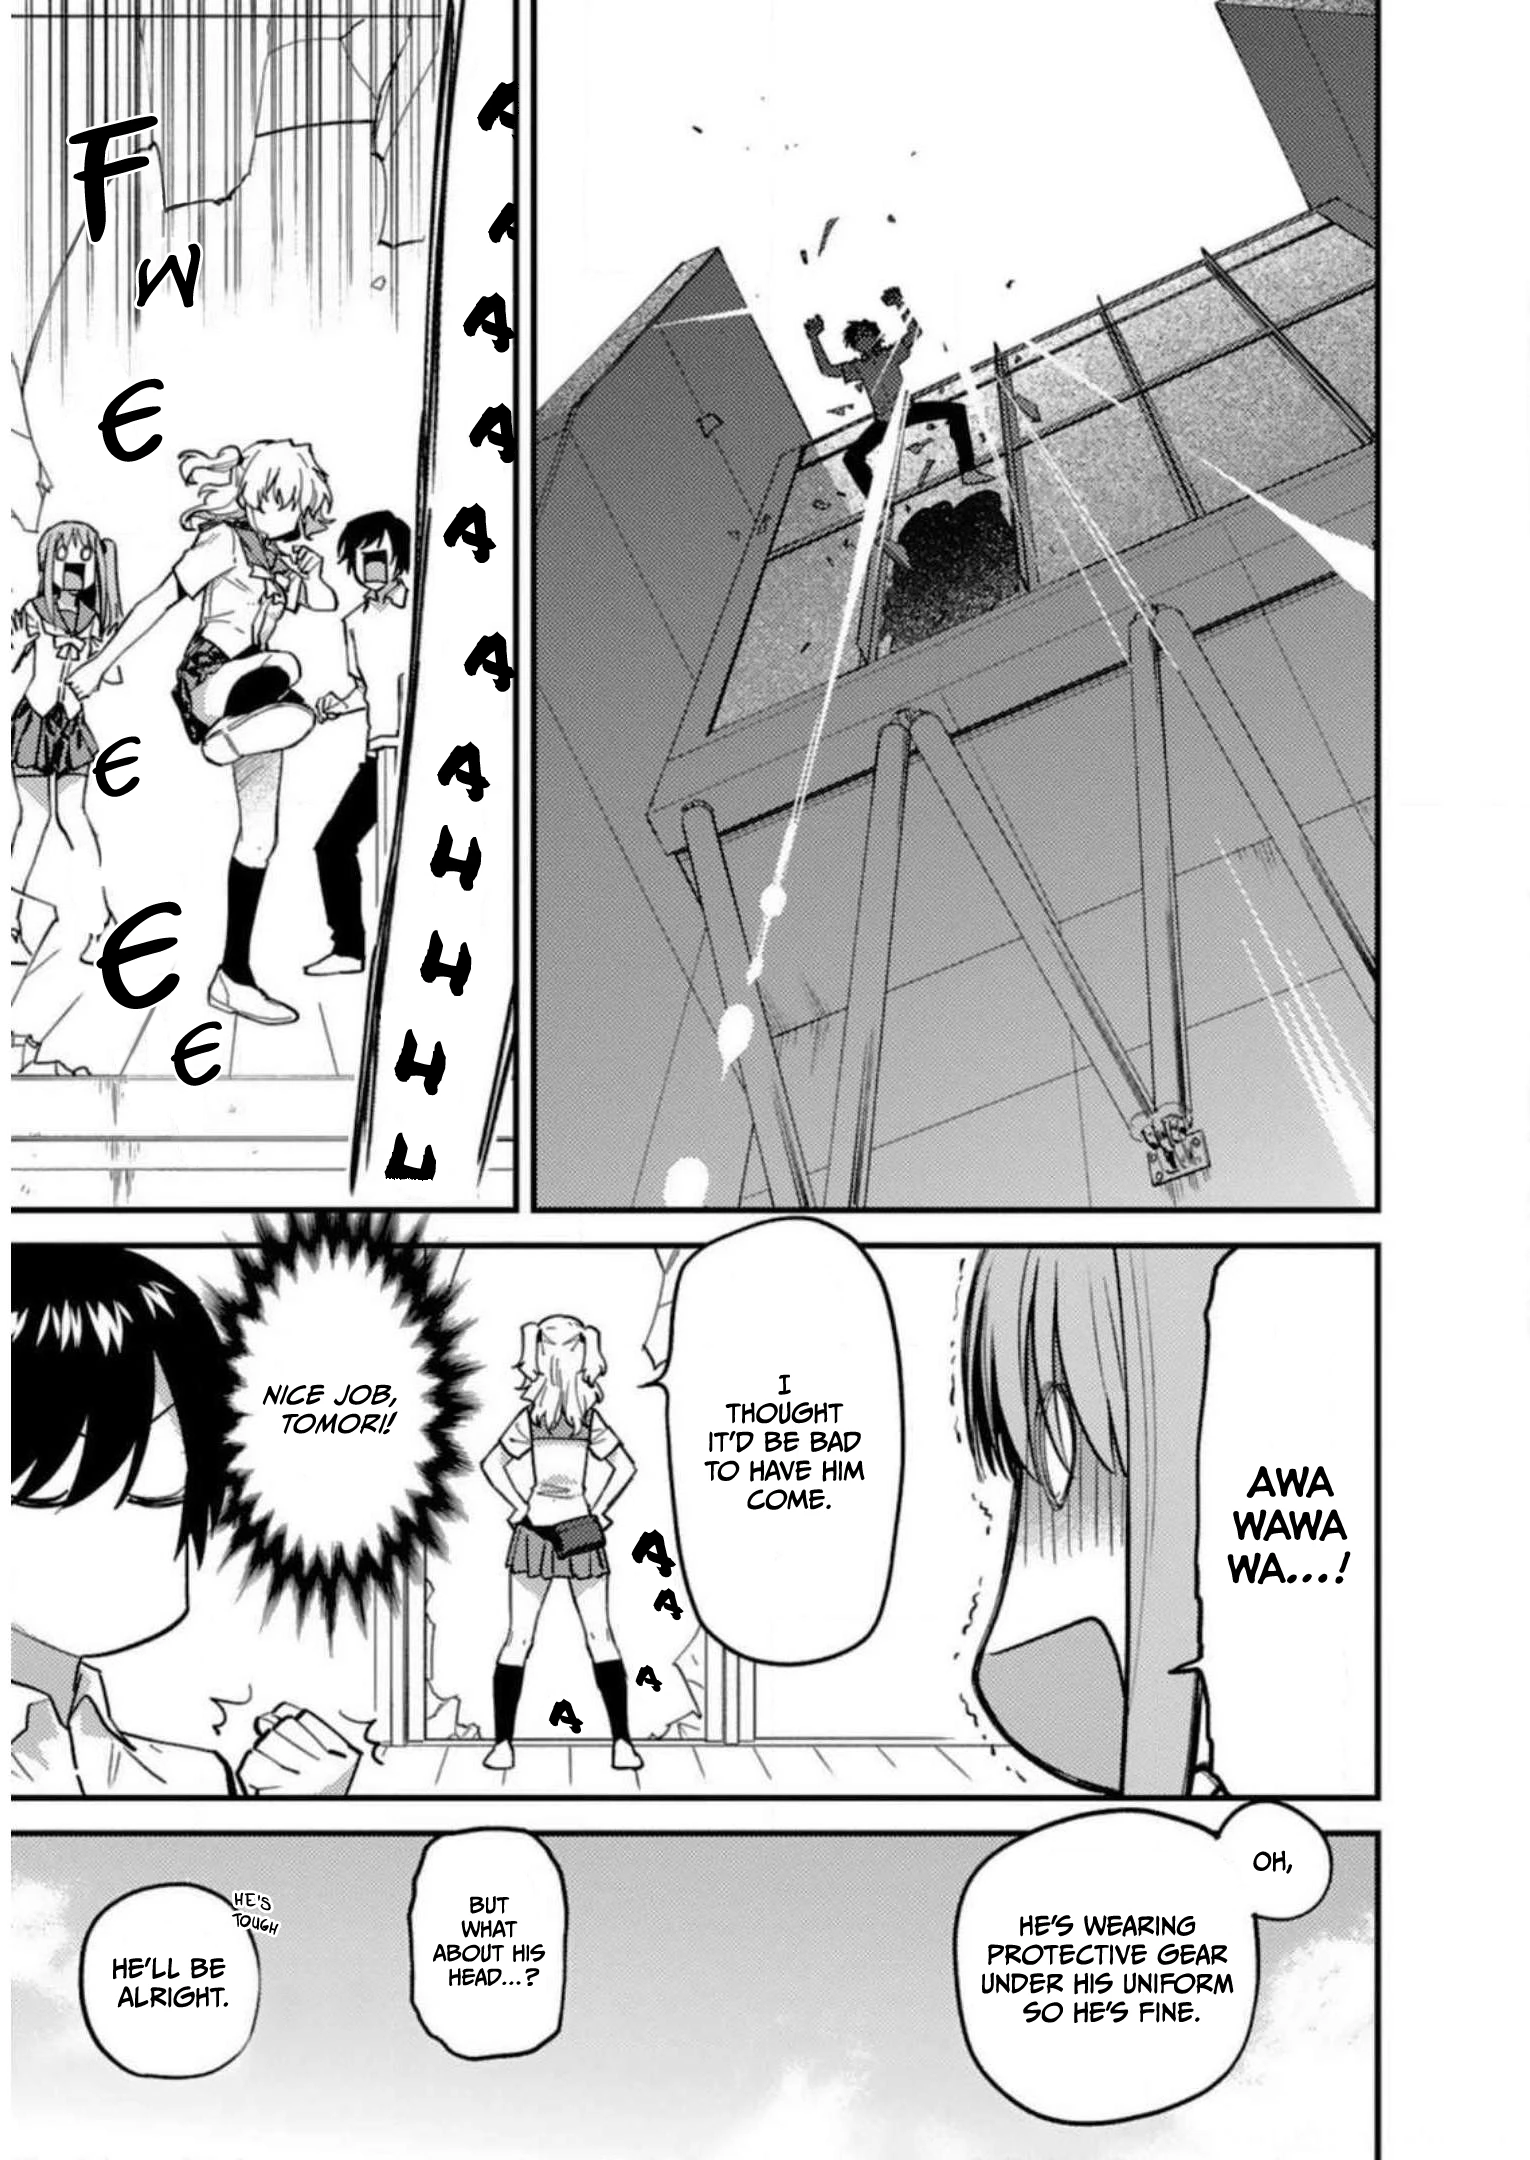 A
A
A
A
A
A
A
H
H
H
U
F
W
E
E
E
E
AWA
WAWA
WA...!
I
THOUGHT
IT'D BE BAD
TO HAVE HIM
COME.
A
A
A
A
NICE JOB,
TOMORI!
OH,
HE'S WEARING
PROTECTIVE GEAR
UNDER HIS UNIFORM
SO HE'S FINE.
BUT
WHAT
ABOUT HIS
HEAD...?
HE'S
TOUGH
HE'LL BE
ALRIGHT.